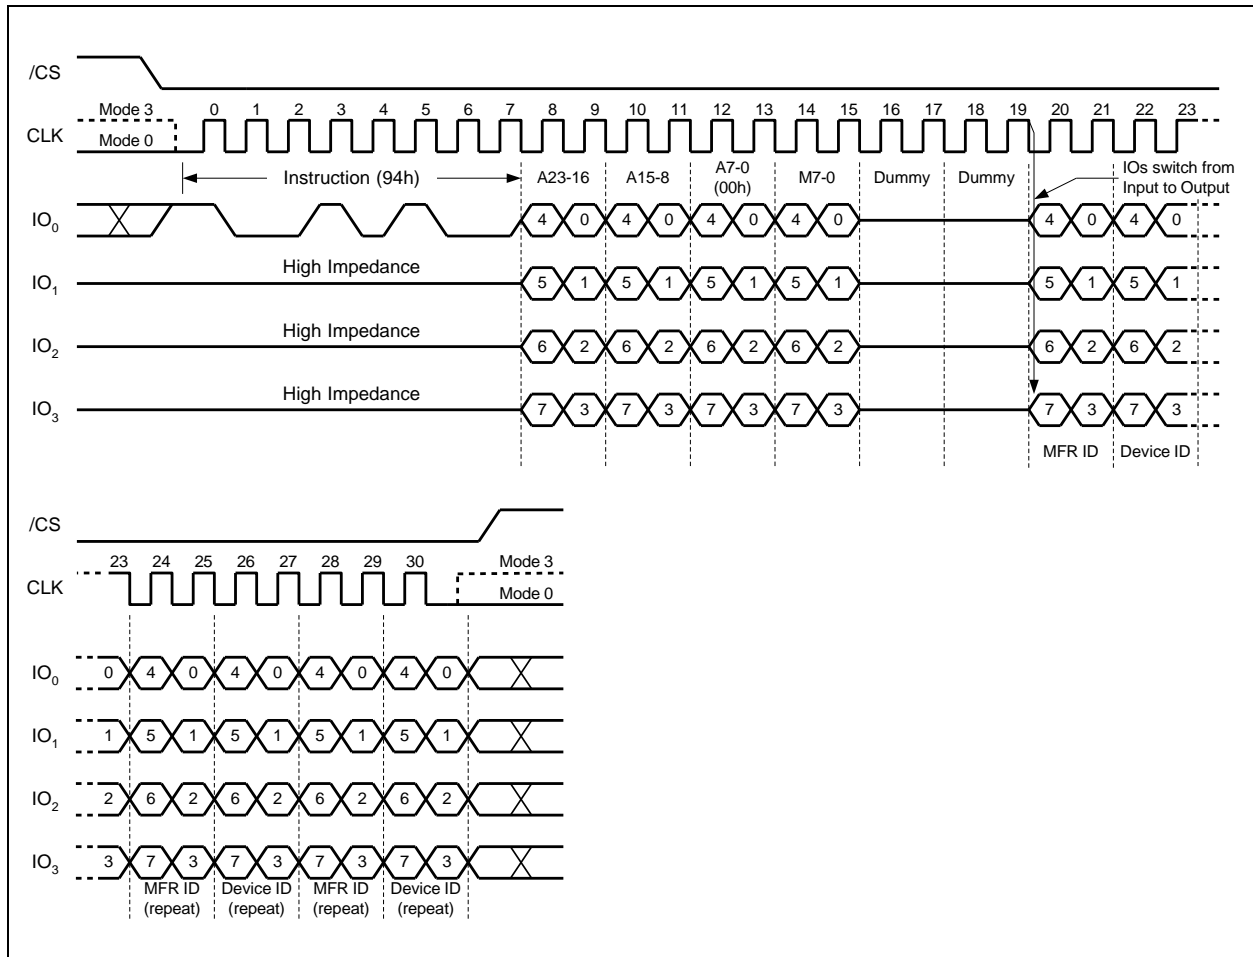 /CS
Mode 3 0 1 2 3 4 5 6 7 8 9 10 11 12 13 14 15 16 17 18 19 20 21 22 23
CLK
Mode 0
Instruction (94h) A23-16 A15-8 A7-0 (00h) M7-0 Dummy Dummy
IOs switch from
Input to Output
IO0 4 0 4 0 4 0 4 0 4 0 4 0
High Impedance
IO1 5 1 5 1 5 1 5 1 5 1 5 1
High Impedance
IO2 6 2 6 2 6 2 6 2 6 2 6 2
High Impedance
IO3 7 3 7 3 7 3 7 3 7 3 7 3
MFR ID Device ID
/CS
23 24 25 26 27 28 29 30 Mode 3
CLK
Mode 0
IO0 0 4 0 4 0 4 0 4 0
IO1 1 5 1 5 1 5 1 5 1
IO2 2 6 2 6 2 6 2 6 2
IO3 3 7 3 7 3 7 3 7 3
MFR ID Device ID MFR ID Device ID
(repeat) (repeat) (repeat) (repeat)